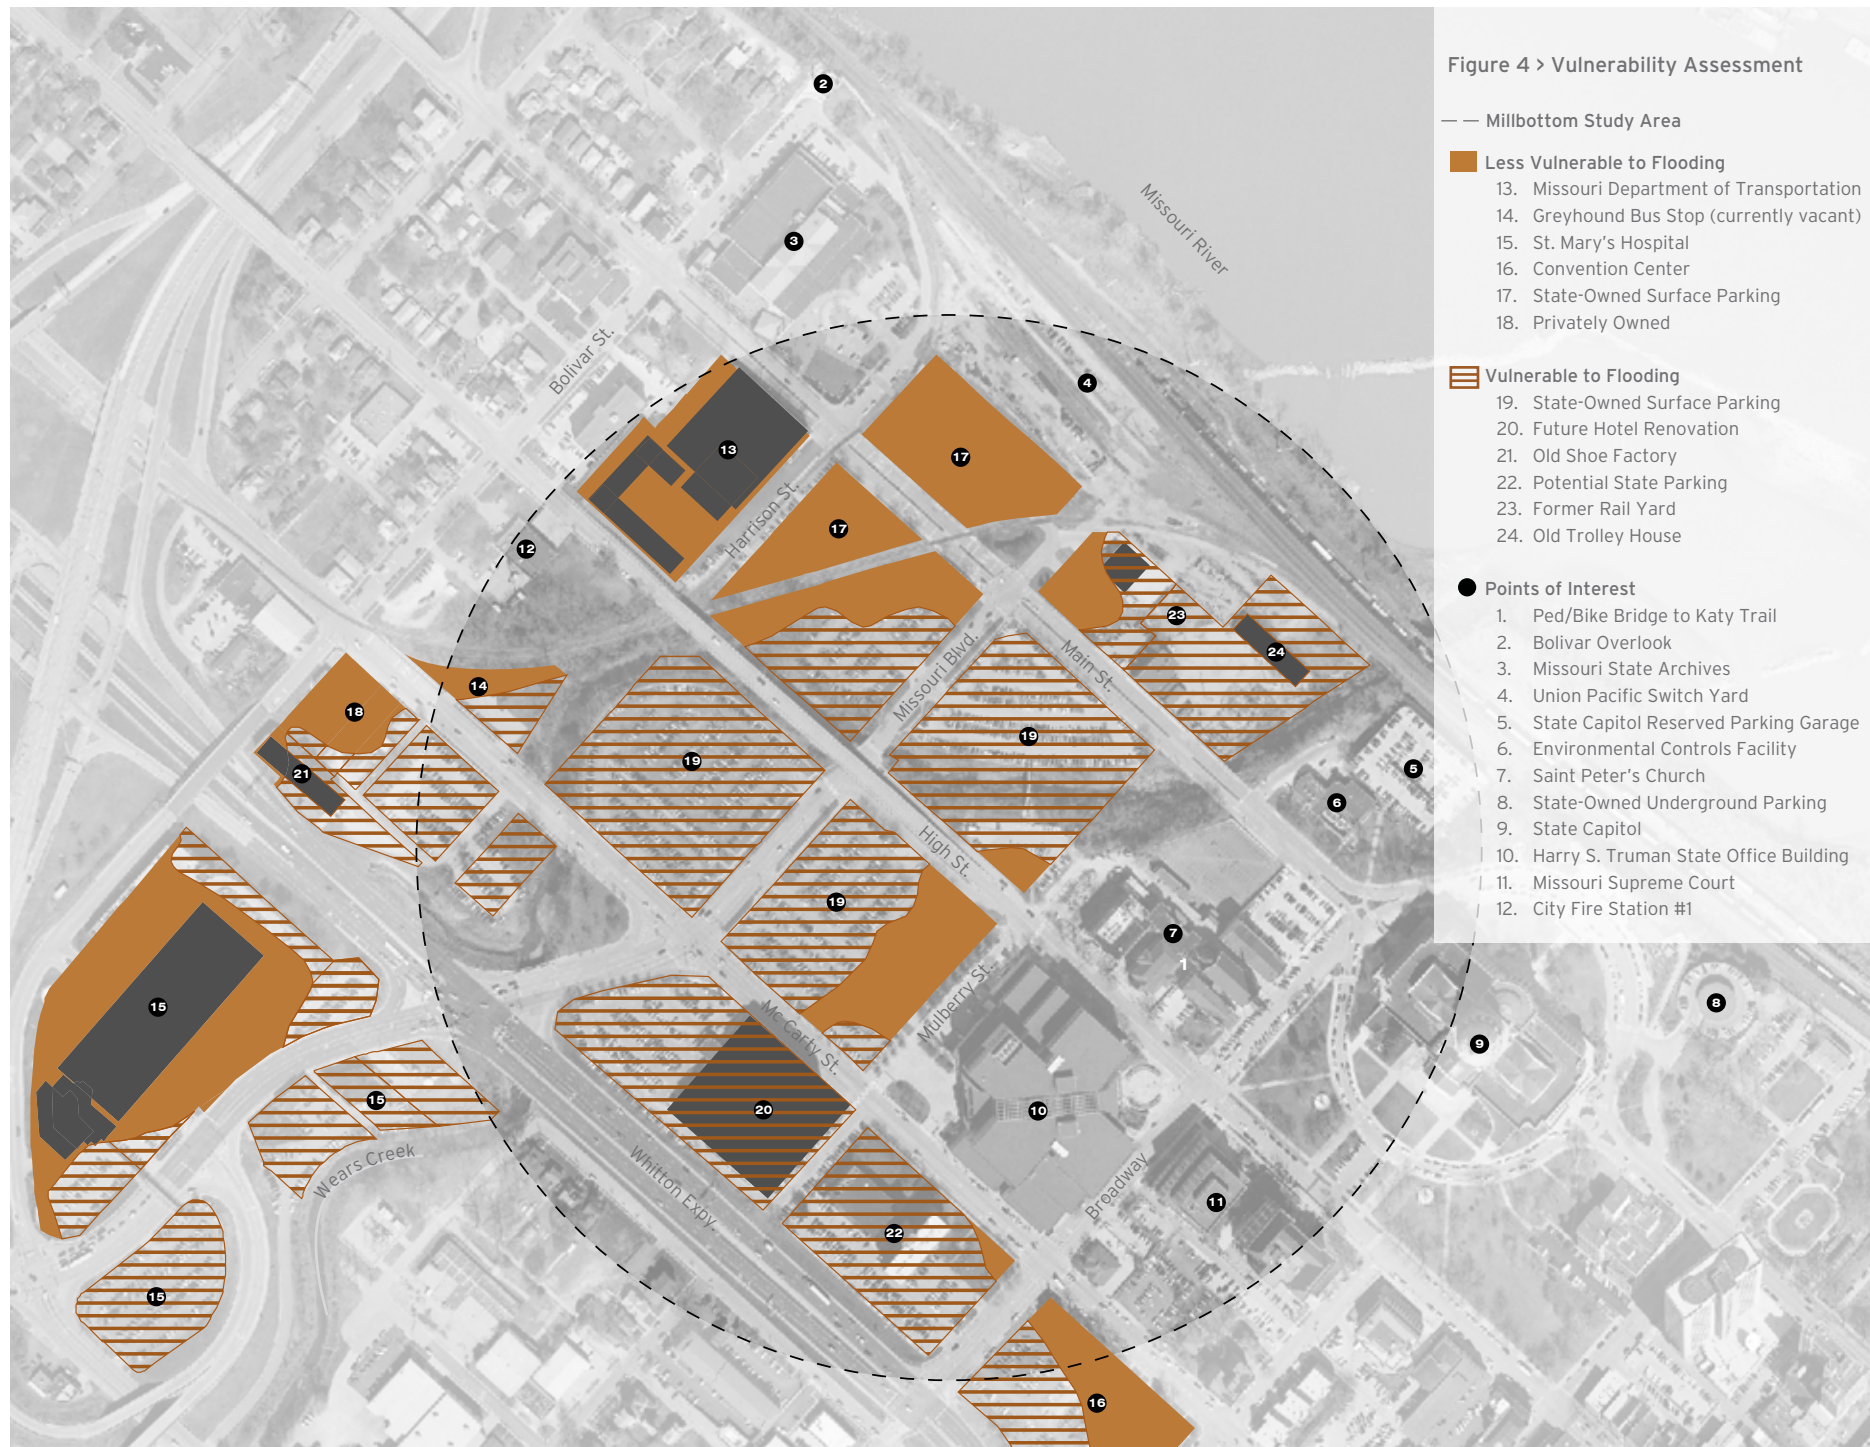 Figure 4 > Vulnerability Assessment
Millbottom Study Area
Less Vulnerable to Flooding
13. Missouri Department of Transportation
14. Greyhound Bus Stop (currently vacant)
15. St. Mary's Hospital
16. Convention Center
17. State-Owned Surface Parking
18. Privately Owned
Vulnerable to Flooding
19. State-Owned Surface Parking
20. Future Hotel Renovation
21. Old Shoe Factory
22. Potential State Parking
23. Former Rail Yard
24. Old Trolley House
Points of Interest
1. Ped/Bike Bridge to Katy Trail
2. Bolivar Overlook
3. Missouri State Archives
4. Union Pacific Switch Yard
5. State Capitol Reserved Parking Garage
6. Environmental Controls Facility
7. Saint Peter's Church
8. State-Owned Underground Parking
9. State Capitol
10. Harry S. Truman State Office Building
11. Missouri Supreme Court
12. City Fire Station #1
2
3
Missouri River
Bolivar St.
4
13
17
Harrison St.
17
12
23
24
Missouri Blvd.
Main St.
14
18
19
19
21
5
6
High St.
19
7
1
15
Mc Carty St.
Mulberry St.
8
9
15
20
10
Wears Creek
Whitton Expy.
Broadway
11
22
15
16